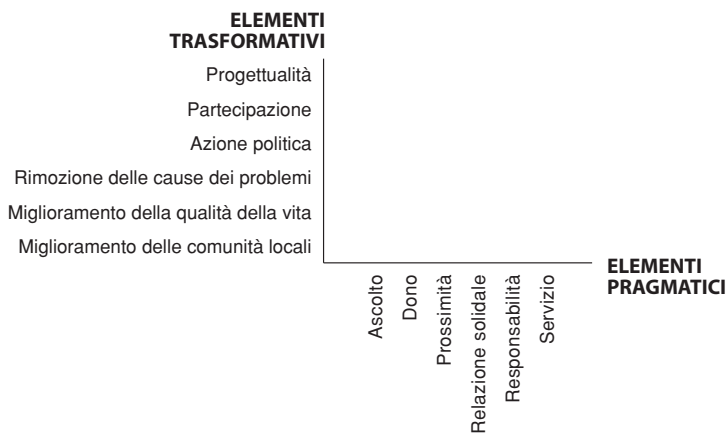 ELEMENTI
TRASFORMATIVI
Progettualità
Partecipazione
Azione politica
Rimozione delle cause dei problemi
Miglioramento della qualità della vita
Miglioramento delle comunità locali
ELEMENTI
PRAGMATICI
Ascolto
Dono
Prossimità
Relazione solidale
Responsabilità
Servizio